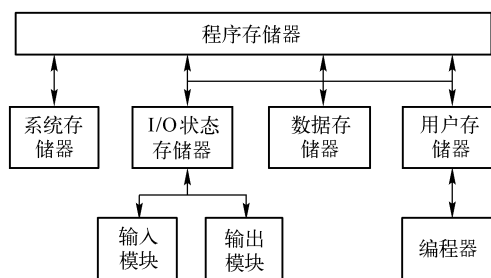 程序存储器
系统存
储器
I/O状态
存储器
数据存
储器
用户存
储器
输入
模块
输出
模块
编程器